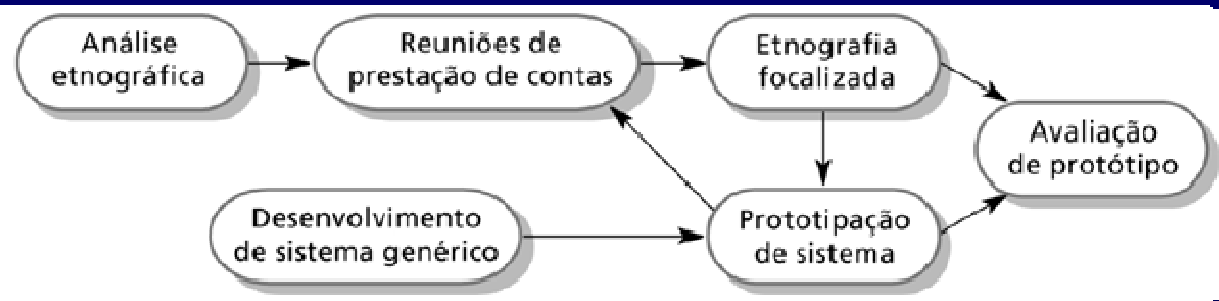 Análise
etnográfica
Reuniões de
prestação de contas
Etnografia
focalizada
Avaliação
de protótipo
Desenvolvimento
de sistema genérico
Prototipação
de sistema